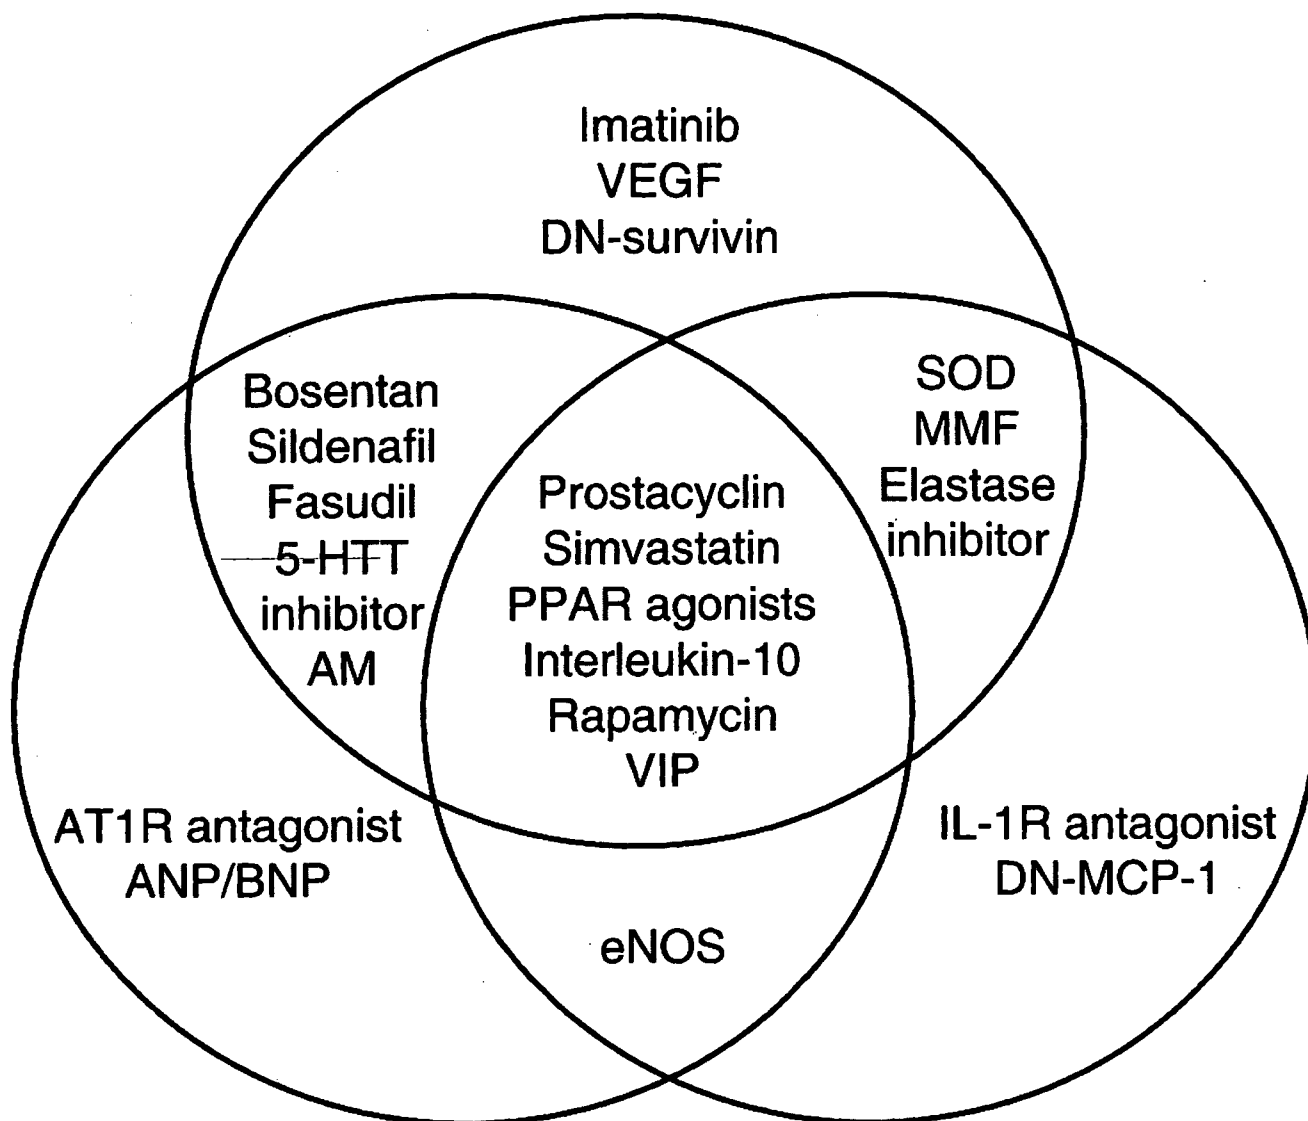 Imatinib
VEGF
DN-survivin
Bosentan
Sildenafil
Fasudil
5-HTT
inhibitor
AM
Prostacyclin
Simvastatin
PPAR agonists
Interleukin-10
Rapamycin
VIP
SOD
MMF
Elastase
inhibitor
AT1R antagonist
ANP/BNP
IL-1R antagonist
DN-MCP-1
eNOS